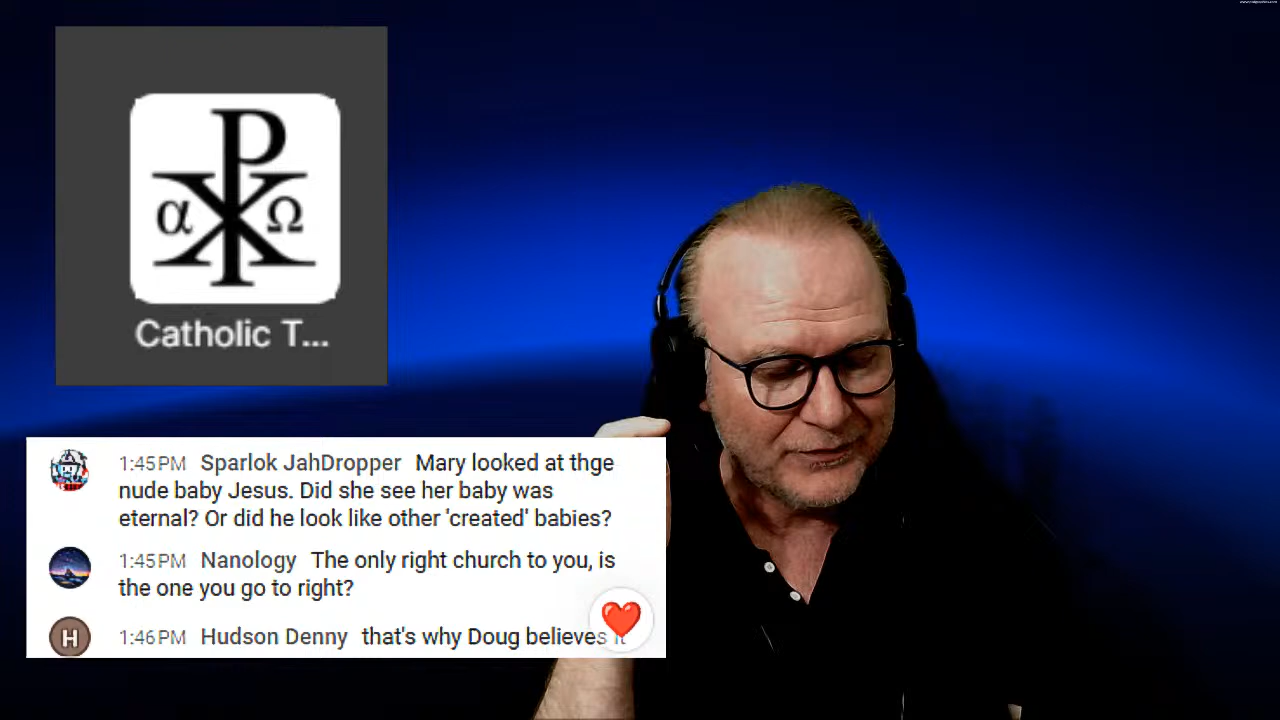 P
X
α Ω
Catholic T...
1:45PM Sparlok JahDropper Mary looked at thge
nude baby Jesus. Did she see her baby was
eternal? Or did he look like other 'created' babies?
1:45PM Nanology The only right church to you, is
the one you go to right?
H 1:46PM Hudson Denny that's why Doug believes it